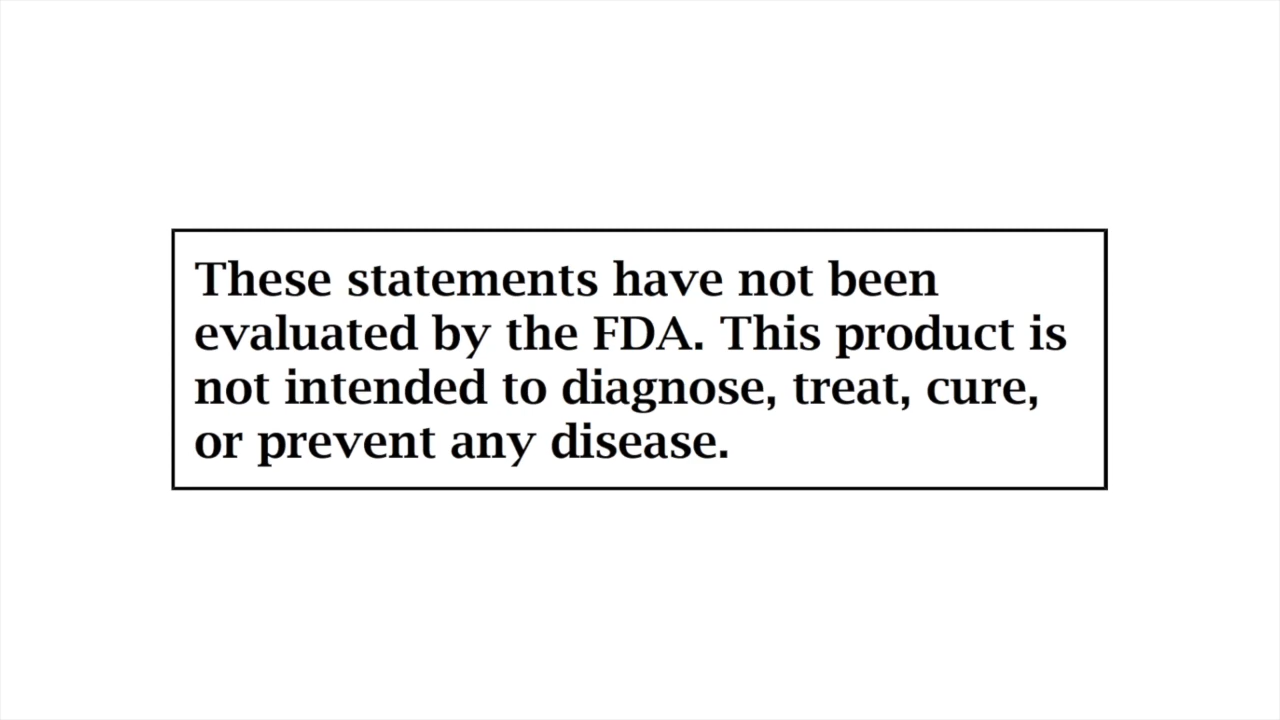 These statements have not been
evaluated by the FDA. This product is
not intended to diagnose, treat, cure,
or prevent any disease.